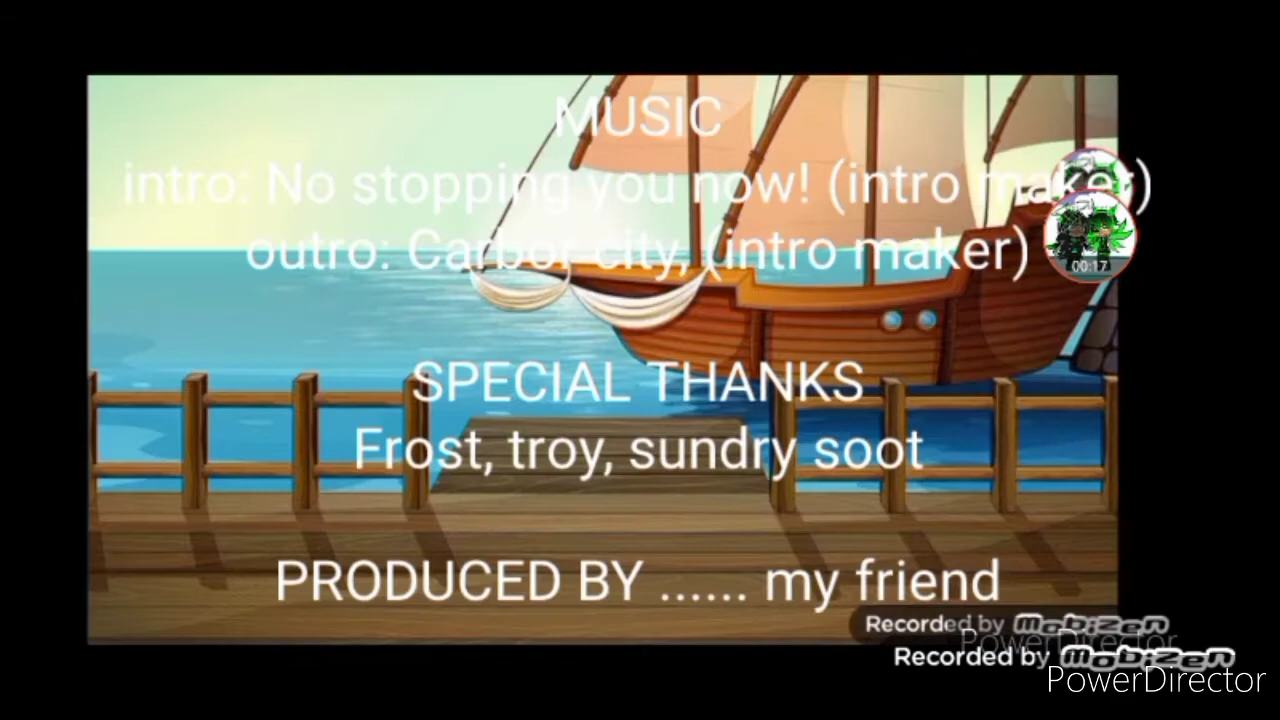 MUSIC
intro: No stopping you now! (intro maker)
outro: Carbor city, (intro maker)
00:17
SPECIAL THANKS
Frost, troy, sundry soot
PRODUCED BY ...... my friend
Recorded by Mobizen
PowerDirector
Recorded by Mobizen
PowerDirector